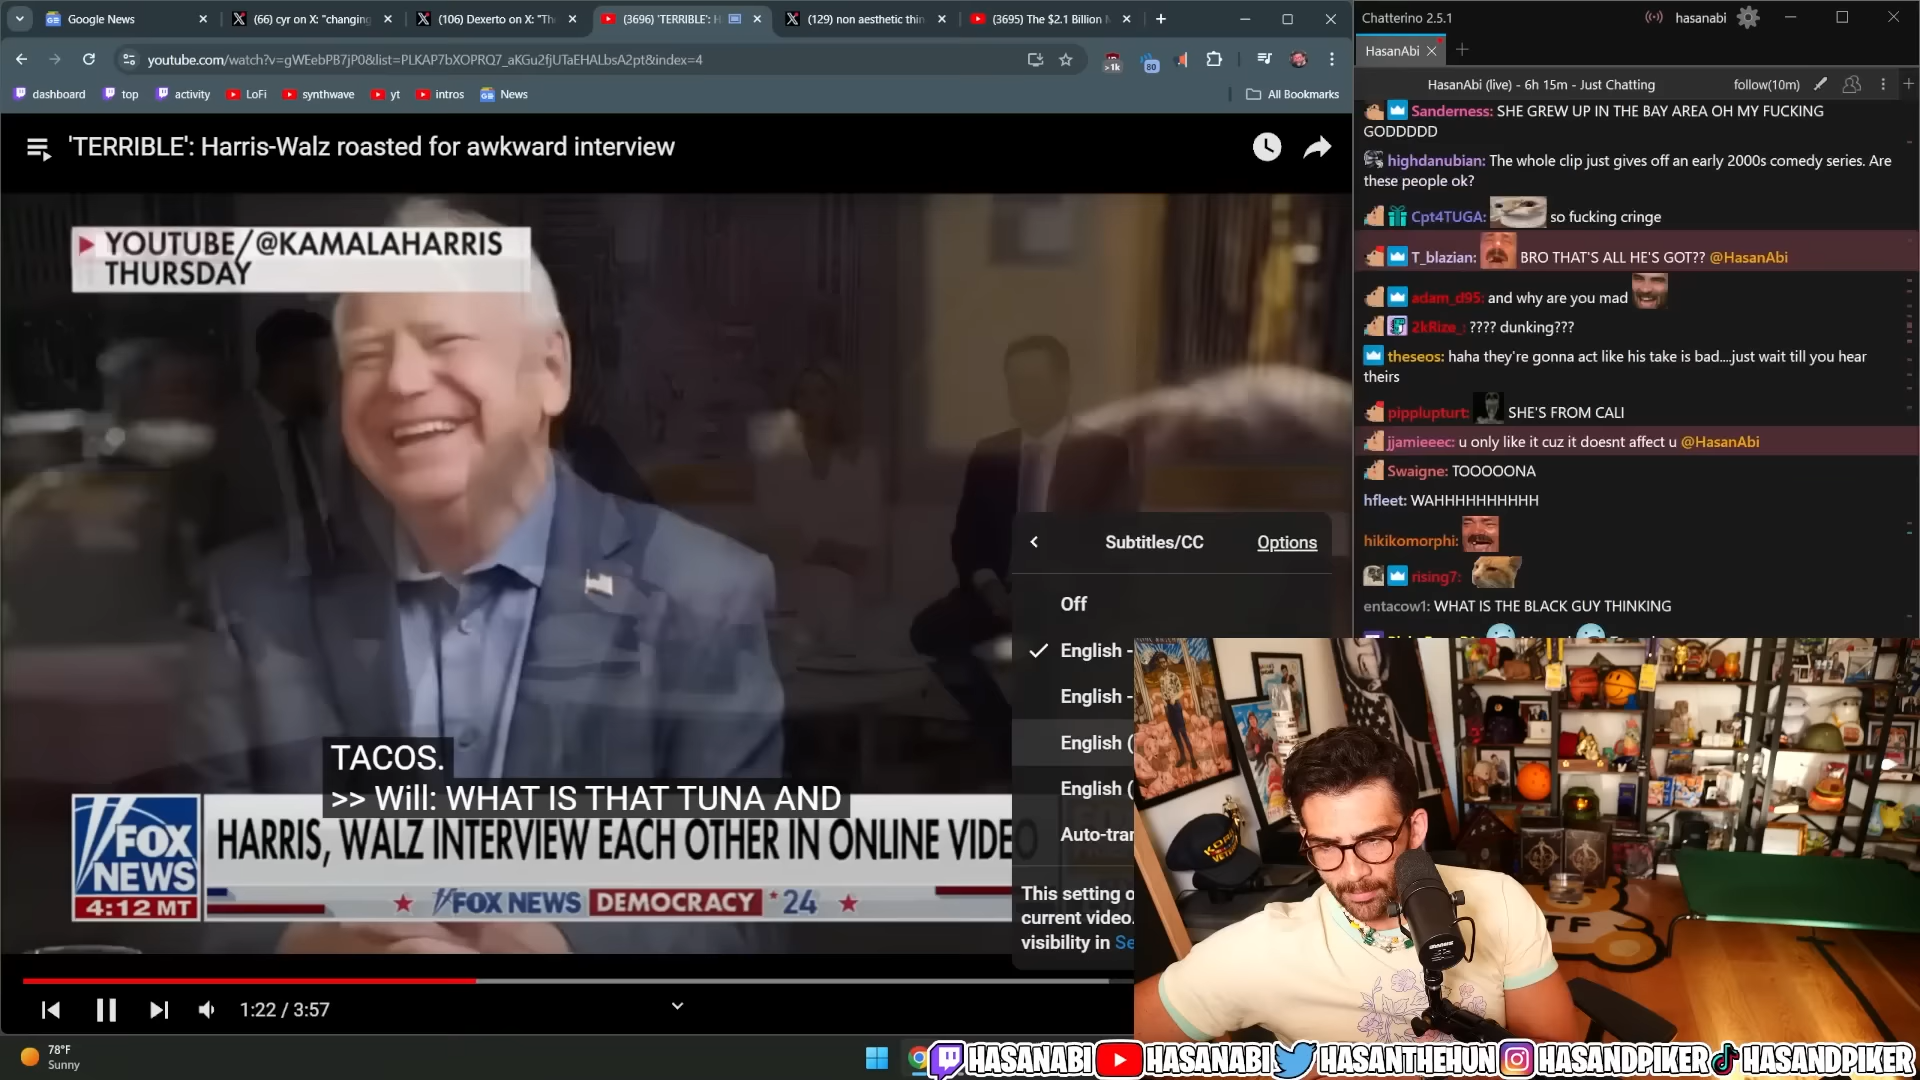 Google News
(66) cyr on X: "changing
(106) Dexerto on X: "Th
(3696) 'TERRIBLE': H
(129) non aesthetic thin
(3695) The $2.1 Billion
youtube.com/watch?v=gWEebPB7jP0&list=PLKAP7bXOPRQ7_aKGu2fjUTaEHALbsA2pt&index=4
>1k
80
dashboard
top
activity
LoFi
synthwave
yt
intros
News
All Bookmarks
'TERRIBLE': Harris-Walz roasted for awkward interview
YOUTUBE/@KAMALAHARRIS
THURSDAY
TACOS.
>> Will: WHAT IS THAT TUNA AND
FOX
NEWS
4:12 MT
HARRIS, WALZ INTERVIEW EACH OTHER IN ONLINE VIDEO
FOX NEWS DEMOCRACY '24
Subtitles/CC
Options
Off
English -
English -
English (
English (
Auto-tran
This setting o
current video.
visibility in Se
1:22 / 3:57
78°F
Sunny
Chatterino 2.5.1
hasanabi
HasanAbi
HasanAbi (live) - 6h 15m - Just Chatting
follow(10m)
Sanderness: SHE GREW UP IN THE BAY AREA OH MY FUCKING
GODDDDD
highdanubian: The whole clip just gives off an early 2000s comedy series. Are
these people ok?
Cpt4TUGA: so fucking cringe
T_blazian: BRO THAT'S ALL HE'S GOT?? @HasanAbi
adam_d95: and why are you mad
2kRize_: ???? dunking???
theseos: haha they're gonna act like his take is bad....just wait till you hear
theirs
pipplupturt: SHE'S FROM CALI
jjamieeec: u only like it cuz it doesnt affect u @HasanAbi
Swaigne: TOOOOONA
hfleet: WAHHHHHHHHHH
hikikomorphi:
rising7:
entacow1: WHAT IS THE BLACK GUY THINKING
HASANABI
HASANABI
HASANTHEHUN
HASANDPIKER
HASANDPIKER